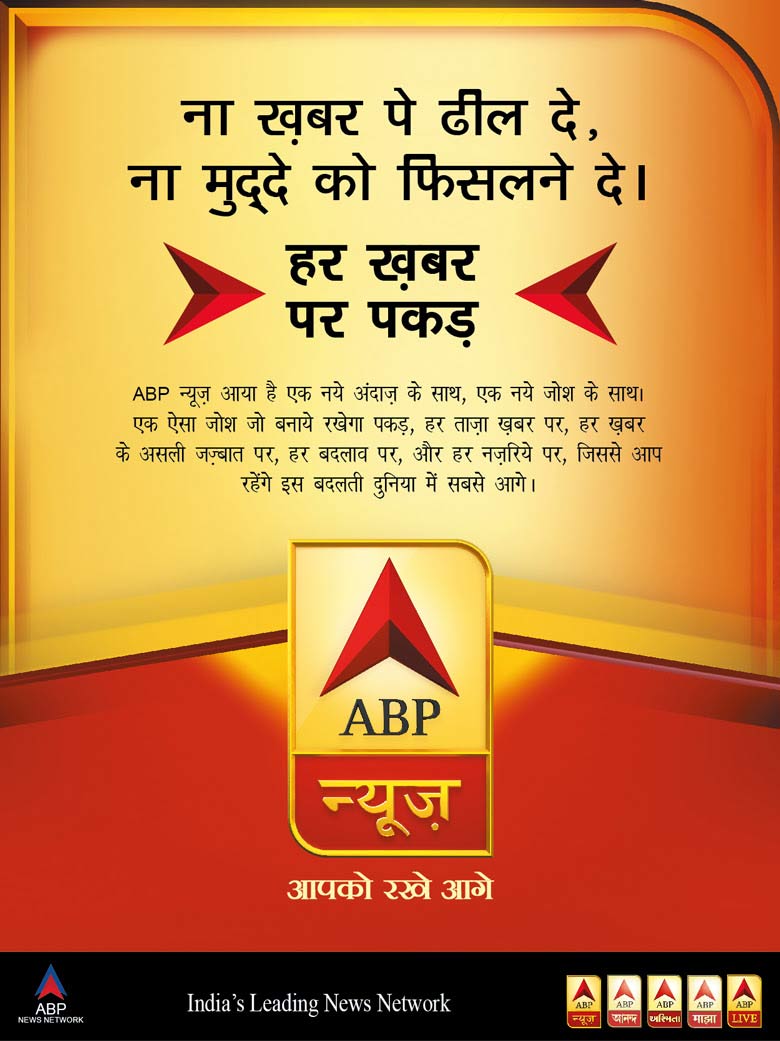 ना ख़बर पे ढील दे,
ना मुद्दे को फिसलने दे।
हर ख़बर
पर पकड़
ABP न्यूज़ आया है एक नये अंदाज़ के साथ, एक नये जोश के साथ।
एक ऐसा जोश जो बनाये रखेगा पकड़, हर ताज़ा ख़बर पर, हर ख़बर
के असली जज़्बात पर, हर बदलाव पर, और हर नज़रिये पर, जिससे आप
रहेंगे इस बदलती दुनिया में सबसे आगे।
ABP
न्यूज़
आपको रखे आगे
ABP
NEWS NETWORK
India's Leading News Network
ABP
न्यूज़
ABP
আনন্দ
ABP
અસ્મિતા
ABP
माझा
ABP
LIVE